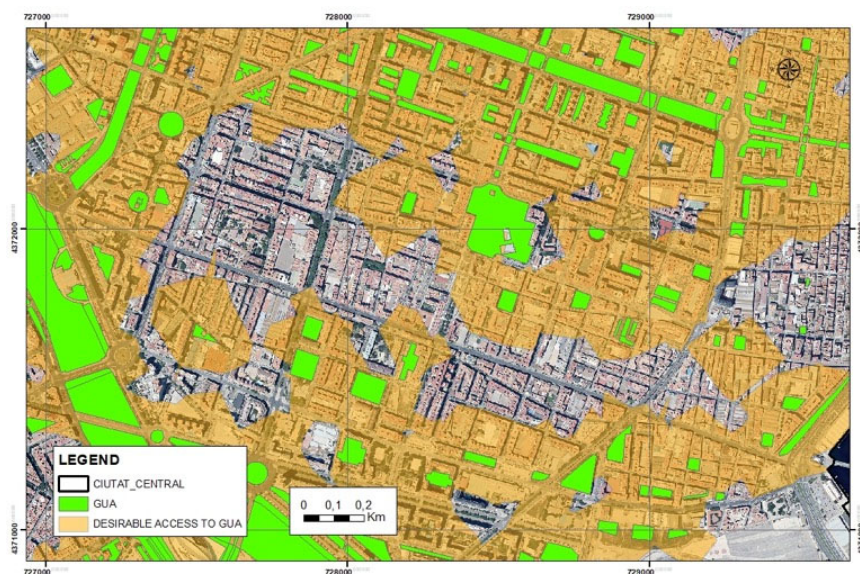 727000 728000 729000
4372000
4371000
LEGEND
CIUTAT_CENTRAL
GUA
DESIRABLE ACCESS TO GUA
0 0,1 0,2
Km
727000 728000 729000